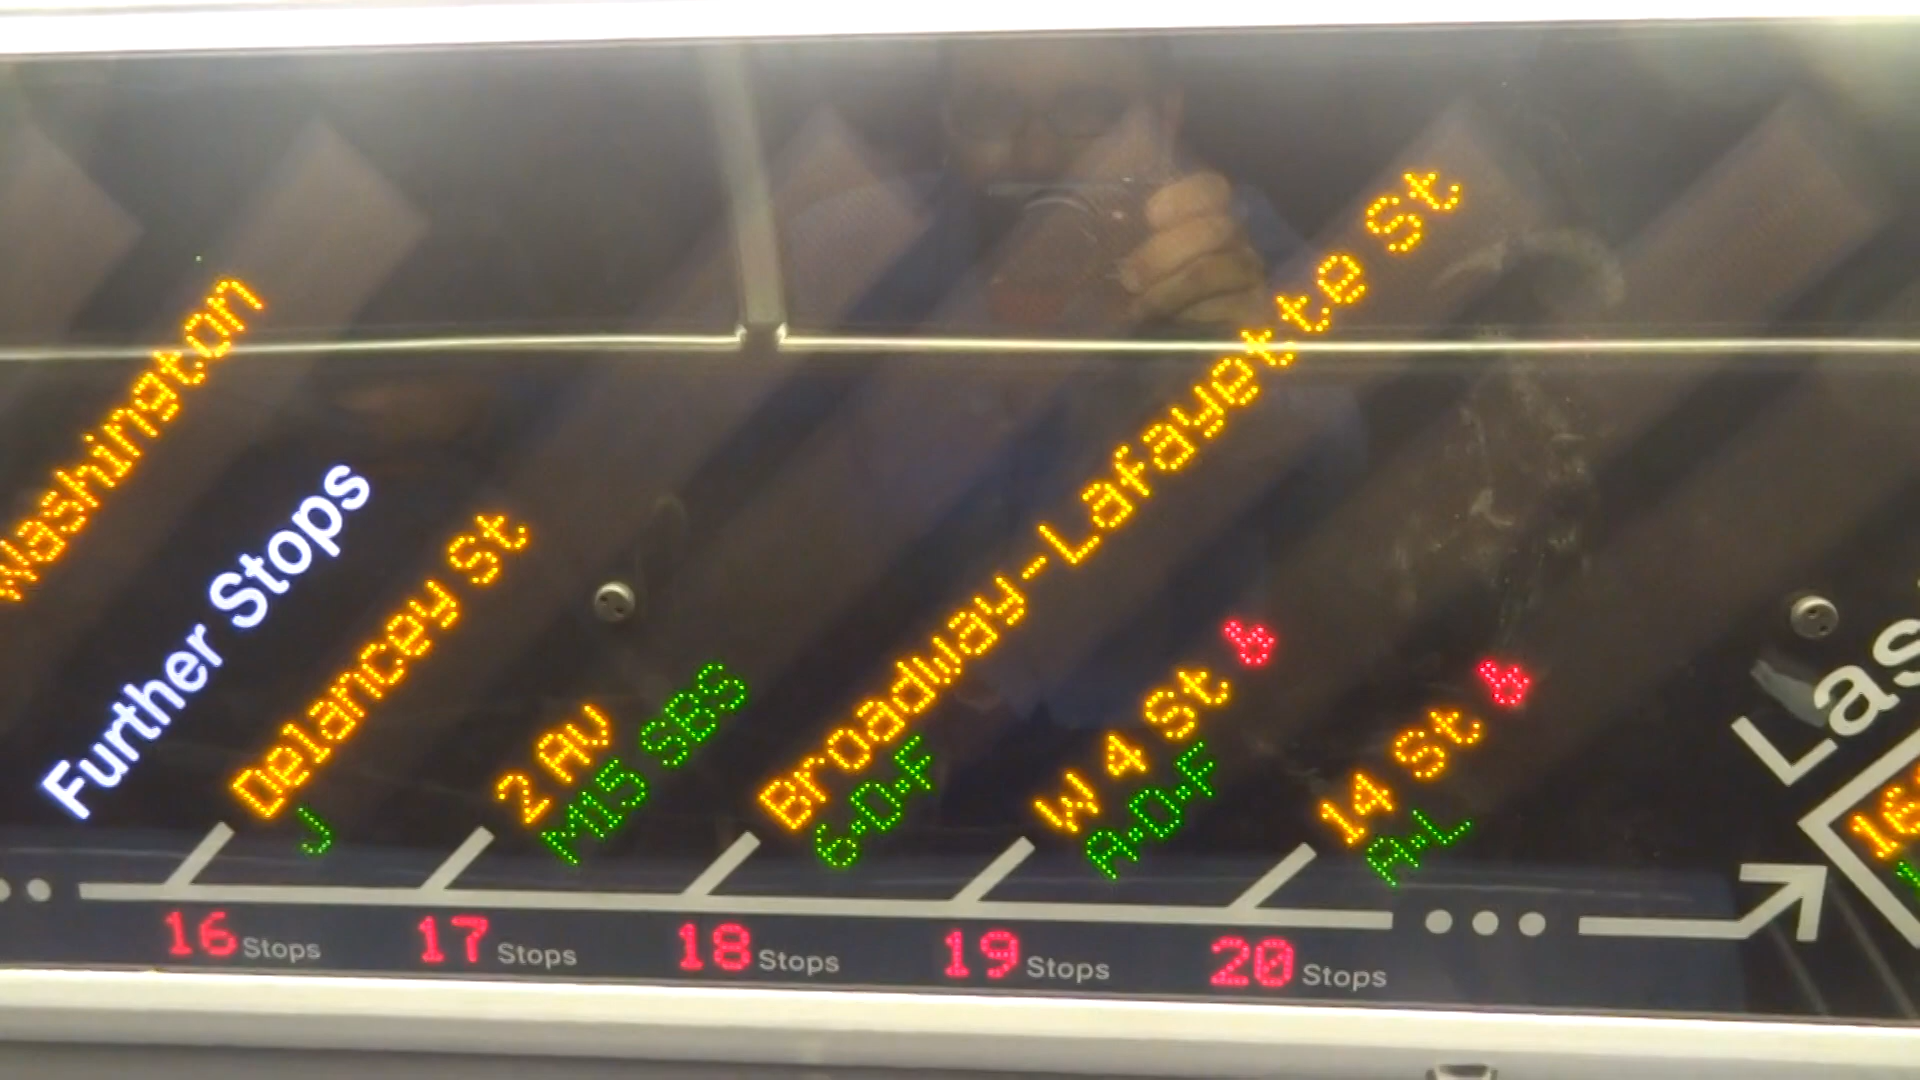 Washington
Further Stops
Delancey St
J
16 Stops
2 AV
M15 SBS
17 Stops
Broadway-Lafayette St
6•D•F
18 Stops
W 4 St
A•D•F
19 Stops
14 St
A•L
20 Stops